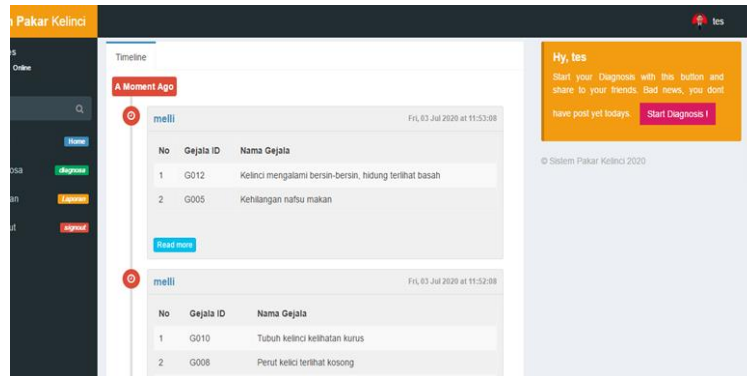 n Pakar Kelinci
tes
es
Online
Home
osa
diagnosa
an
Laporan
ut
signout
Timeline
A Moment Ago
melli
Fri, 03 Jul 2020 at 11:53:08
No Gejala ID Nama Gejala
1 G012 Kelinci mengalami bersin-bersin, hidung terlihat basah
2 G005 Kehilangan nafsu makan
Read more
melli
Fri, 03 Jul 2020 at 11:52:08
No Gejala ID Nama Gejala
1 G010 Tubuh kelinci kelihatan kurus
2 G008 Perut kelici terlihat kosong
Hy, tes
Start your Diagnosis with this button and
share to your friends. Bad news, you dont
have post yet todays. Start Diagnosis !
© Sistem Pakar Kelinci 2020